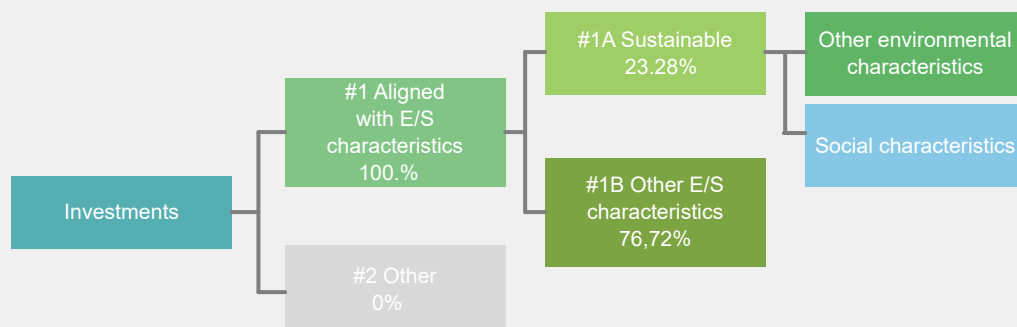 Investments
#1 Aligned
with E/S
characteristics
100.%
#2 Other
0%
#1A Sustainable
23.28%
#1B Other E/S
characteristics
76,72%
Other environmental
characteristics
Social characteristics